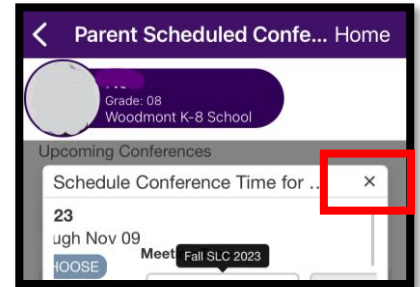 Parent Scheduled Confe... Home
Grade: 08
Woodmont K-8 School
Upcoming Conferences
Schedule Conference Time for ... ×
23
ugh Nov 09
Meeti
Fall SLC 2023
HOOSE